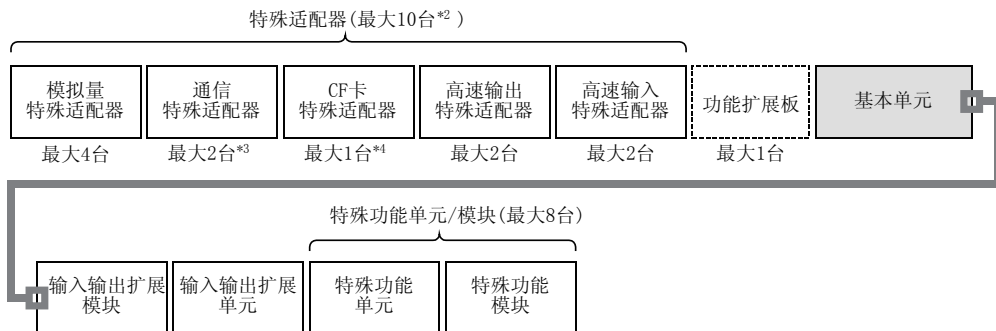 特殊适配器(最大10台*2 )
模拟量
特殊适配器
通信
特殊适配器
CF卡
特殊适配器
高速输出
特殊适配器
高速输入
特殊适配器
功能扩展板
基本单元
最大4台
最大2台*3
最大1台*4
最大2台
最大2台
最大1台
特殊功能单元/模块(最大8台)
输入输出扩展
模块
输入输出扩展
单元
特殊功能
单元
特殊功能
模块